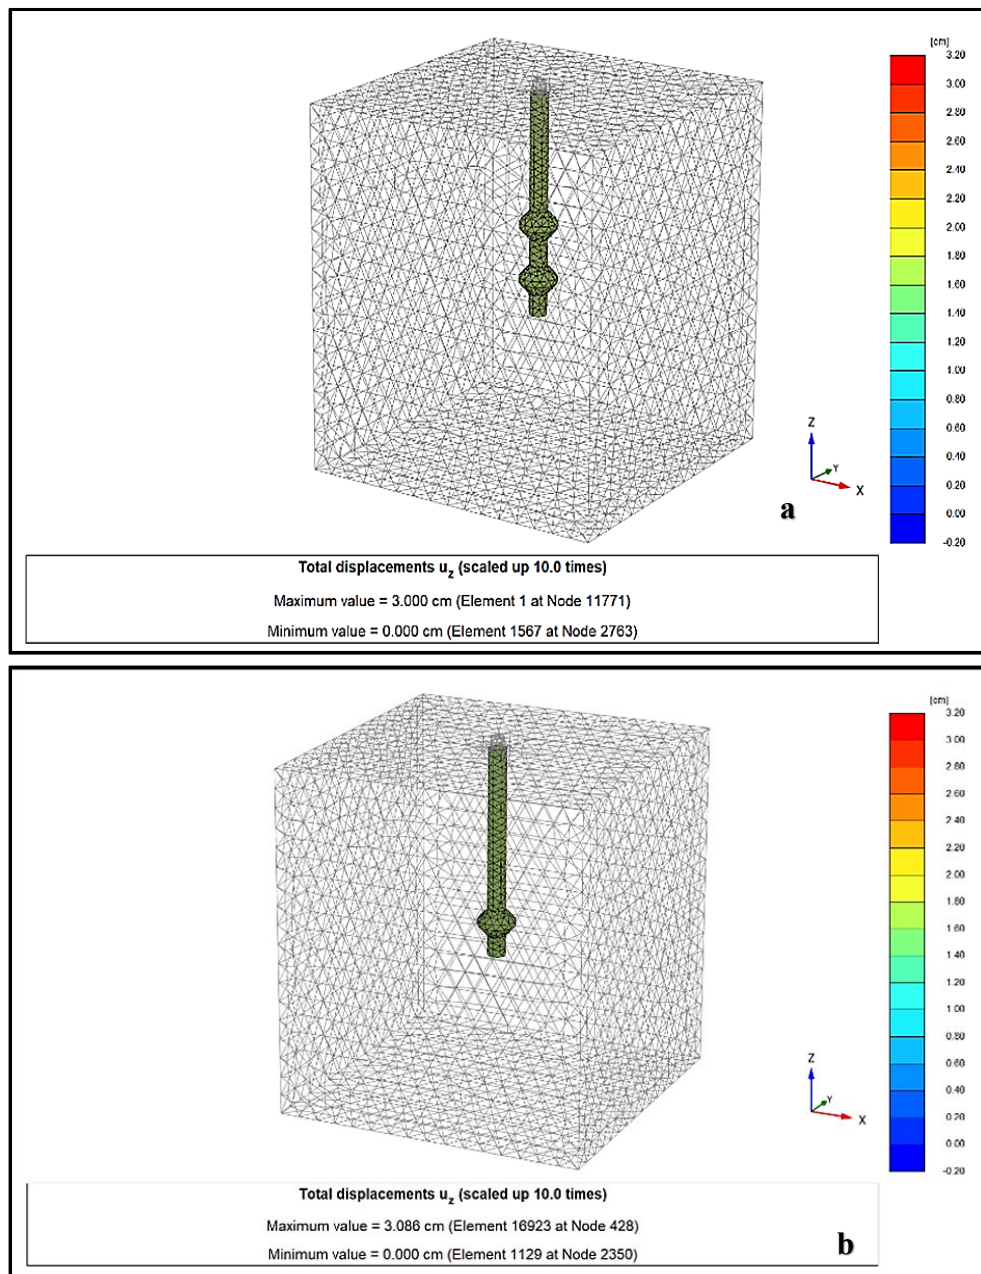 [cm]
3.20
3.00
2.80
2.60
2.40
2.20
2.00
1.80
1.60
1.40
1.20
1.00
0.80
0.60
0.40
0.20
0.00
-0.20
Z
Y
X
a
Total displacements uz (scaled up 10.0 times)
Maximum value = 3.000 cm (Element 1 at Node 11771)
Minimum value = 0.000 cm (Element 1567 at Node 2763)
[cm]
3.20
3.00
2.80
2.60
2.40
2.20
2.00
1.80
1.60
1.40
1.20
1.00
0.80
0.60
0.40
0.20
0.00
-0.20
Z
Y
X
Total displacements uz (scaled up 10.0 times)
Maximum value = 3.086 cm (Element 16923 at Node 428)
Minimum value = 0.000 cm (Element 1129 at Node 2350)
b